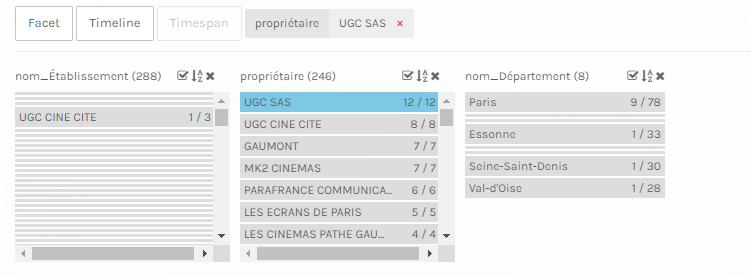 Facet Timeline Timespan propriétaire UGC SAS ×
nom_Établissement (288)
UGC CINE CITE 1 / 3
propriétaire (246)
UGC SAS 12 / 12
UGC CINE CITE 8 / 8
GAUMONT 7 / 7
MK2 CINEMAS 7 / 7
PARAFRANCE COMMUNICA... 6 / 6
LES ECRANS DE PARIS 5 / 5
LES CINEMAS PATHE GAU... 4 / 4
nom_Département (8)
Paris 9 / 78
Essonne 1 / 33
Seine-Saint-Denis 1 / 30
Val-d'Oise 1 / 28